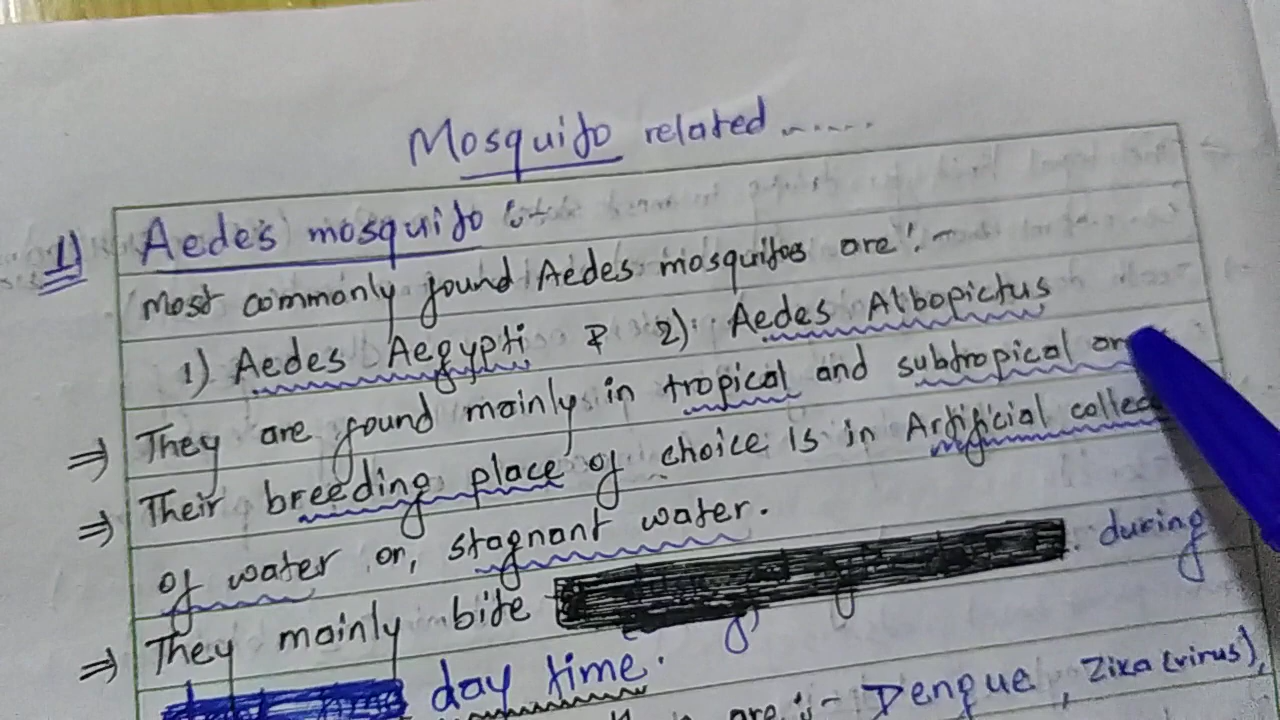 Mosquito related......
1) Aedes mosquito :-
Most commonly found Aedes mosquitoes are :-
1) Aedes Aegypti & 2) Aedes Albopictus
⇒ They are found mainly in tropical and subtropical
⇒ Their breeding place of choice is in Artificial
of water or, stagnant water.
⇒ They mainly bite during
day time.
are :- Dengue, Zika (virus),